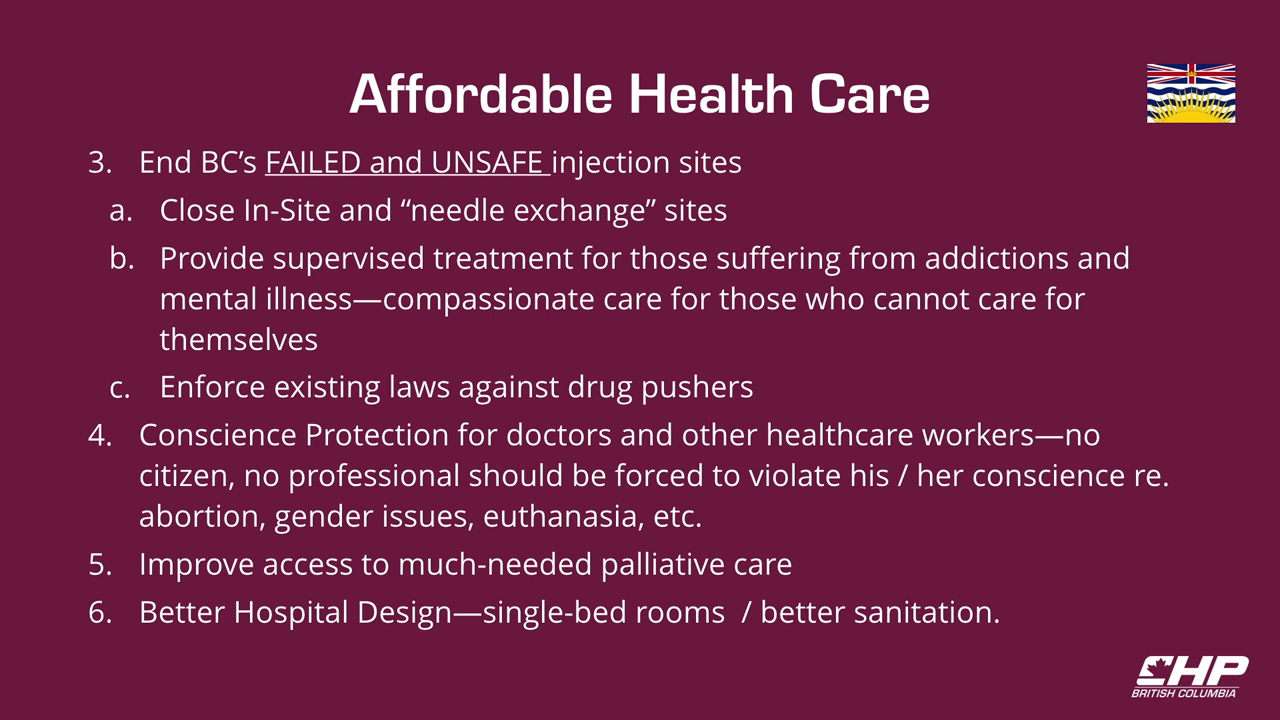 Affordable Health Care
3. End BC’s FAILED and UNSAFE injection sites
a. Close In-Site and “needle exchange” sites
b. Provide supervised treatment for those suffering from addictions and
mental illness—compassionate care for those who cannot care for
themselves
c. Enforce existing laws against drug pushers
4. Conscience Protection for doctors and other healthcare workers—no
citizen, no professional should be forced to violate his / her conscience re.
abortion, gender issues, euthanasia, etc.
5. Improve access to much-needed palliative care
6. Better Hospital Design—single-bed rooms  / better sanitation.
CHP
BRITISH COLUMBIA